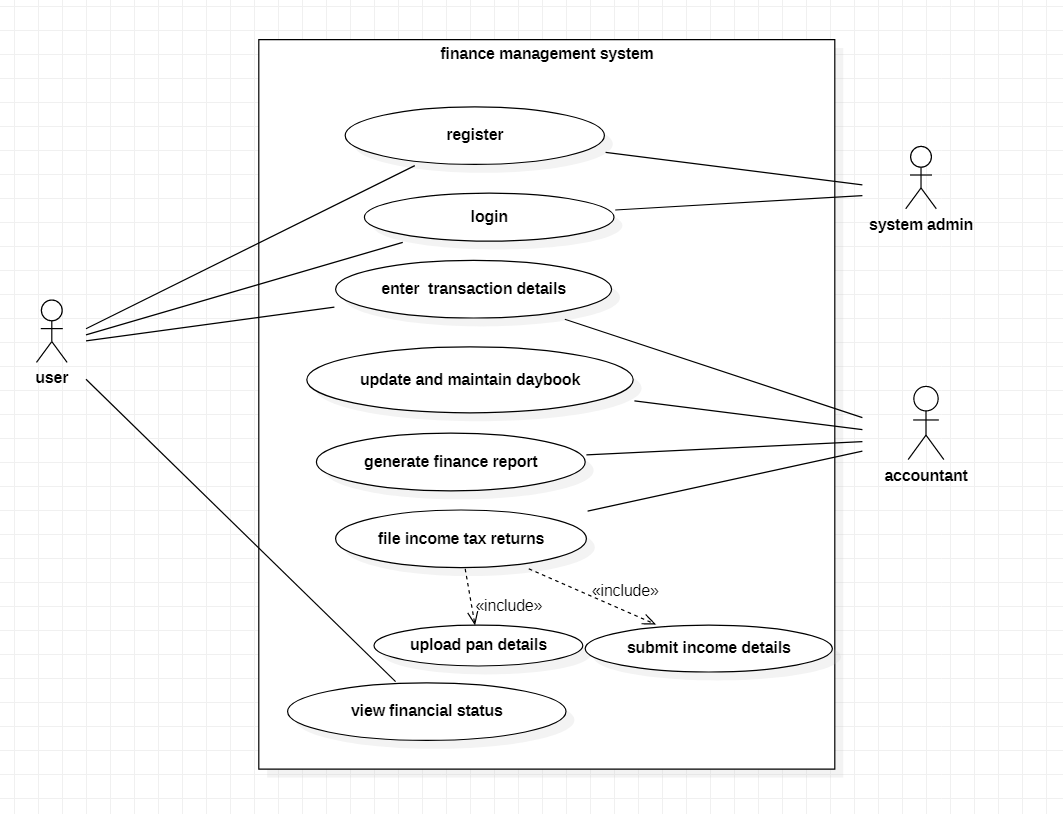 finance management system
register
system admin
login
enter  transaction details
user
update and maintain daybook
accountant
generate finance report
file income tax returns
«include»
«include»
upload pan details
submit income details
view financial status